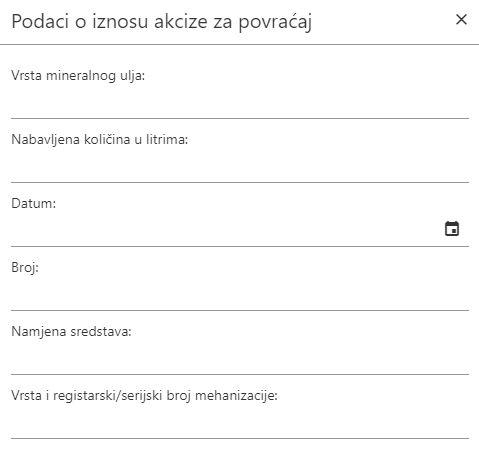 Podaci o iznosu akcize za povraćaj
Vrsta mineralnog ulja:
Nabavljena količina u litrima:
Datum:
Broj:
Namjena sredstava:
Vrsta i registarski/serijski broj mehanizacije: